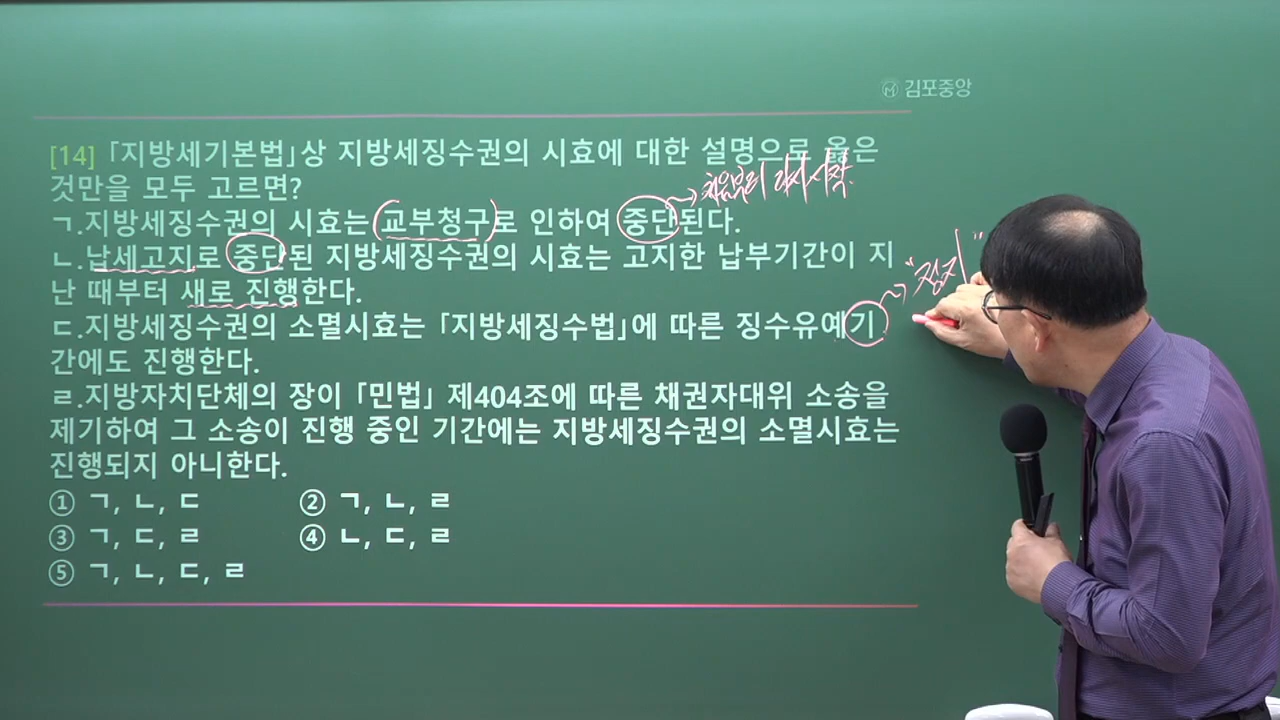 김포중앙
[14] 「지방세기본법」상 지방세징수권의 시효에 대한 설명으로 옳은
것만을 모두 고르면?
처음부터 다시 시작
ㄱ.지방세징수권의 시효는 교부청구로 인하여 중단된다.
ㄴ.납세고지로 중단된 지방세징수권의 시효는 고지한 납부기간이 지
난 때부터 새로 진행한다.
"정지"
ㄷ.지방세징수권의 소멸시효는 「지방세징수법」에 따른 징수유예기
간에도 진행한다.
ㄹ.지방자치단체의 장이 「민법」 제404조에 따른 채권자대위 소송을
제기하여 그 소송이 진행 중인 기간에는 지방세징수권의 소멸시효는
진행되지 아니한다.
① ㄱ, ㄴ, ㄷ ② ㄱ, ㄴ, ㄹ
③ ㄱ, ㄷ, ㄹ ④ ㄴ, ㄷ, ㄹ
⑤ ㄱ, ㄴ, ㄷ, ㄹ